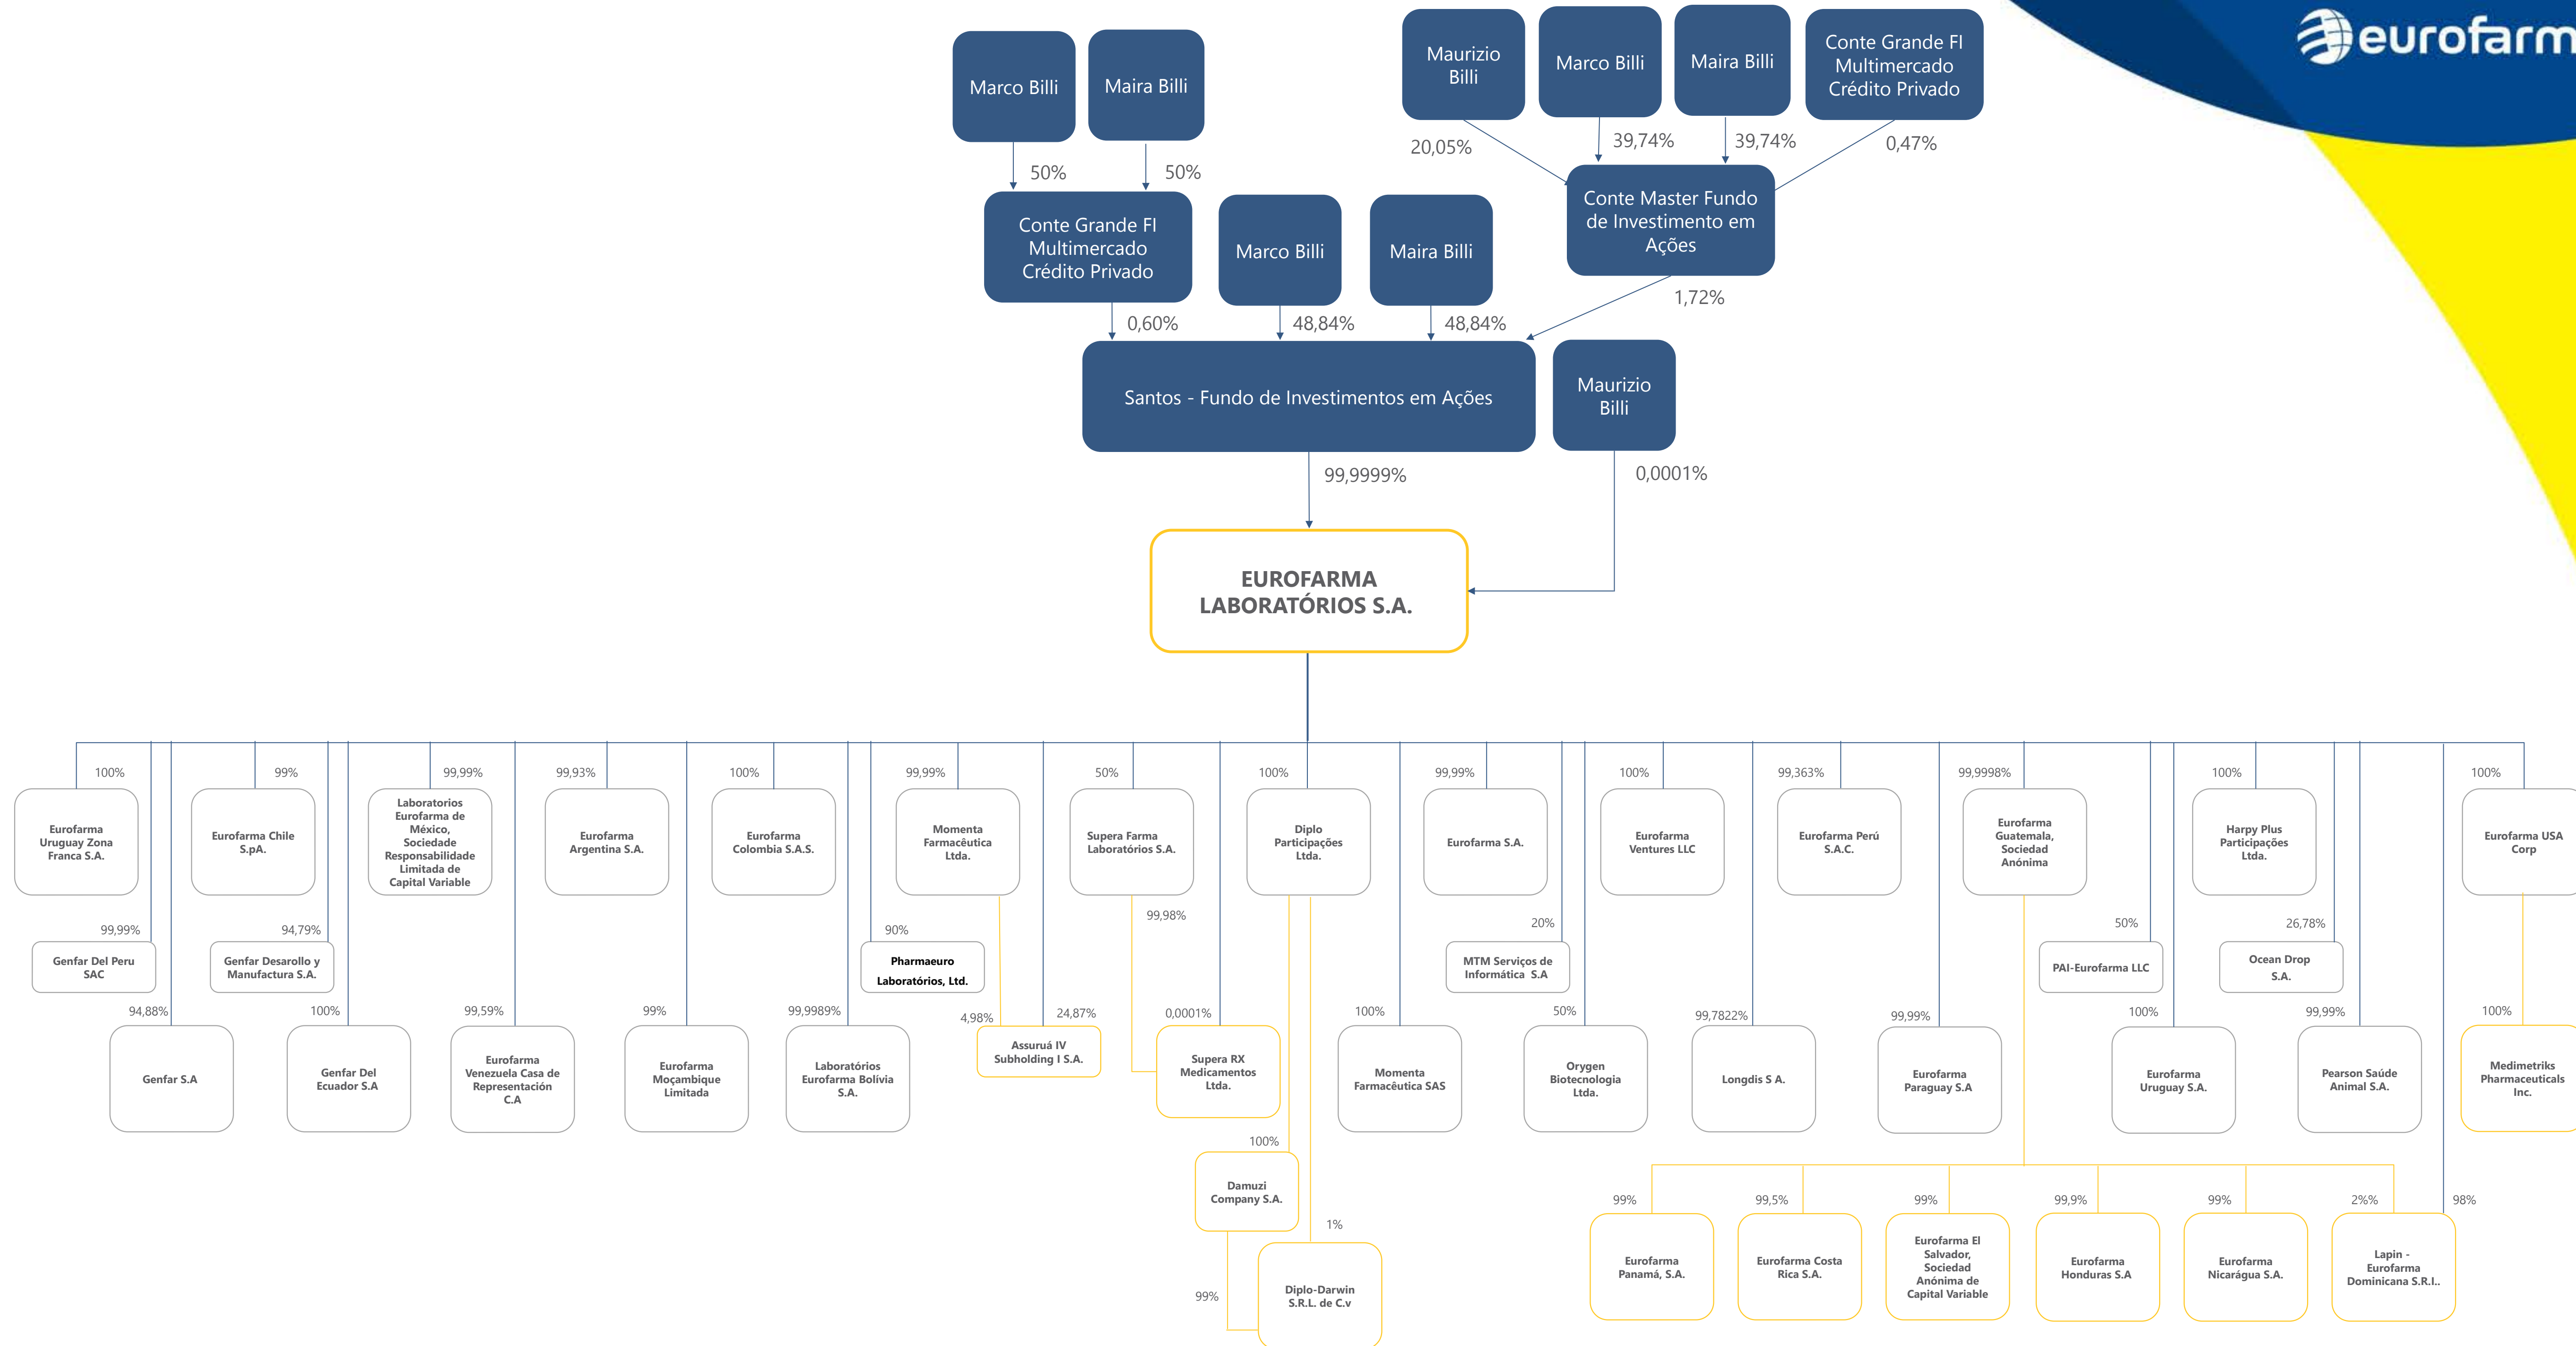 eurofarm
Marco Billi
Maira Billi
Maurizio
Billi
Marco Billi
Maira Billi
Conte Grande FI
Multimercado
Crédito Privado
50%
50%
20,05%
39,74%
39,74%
0,47%
Conte Grande FI
Multimercado
Crédito Privado
Marco Billi
Maira Billi
Conte Master Fundo
de Investimento em
Ações
0,60%
48,84%
48,84%
1,72%
Santos - Fundo de Investimentos em Ações
Maurizio
Billi
99,9999%
0,0001%
EUROFARMA
LABORATÓRIOS S.A.
100%
99%
99,99%
99,93%
100%
99,99%
50%
100%
99,99%
100%
99,363%
99,9998%
100%
100%
Eurofarma
Uruguay Zona
Franca S.A.
Eurofarma Chile
S.pA.
Laboratorios
Eurofarma de
México,
Sociedade
Responsabilidade
Limitada de
Capital Variable
Eurofarma
Argentina S.A.
Eurofarma
Colombia S.A.S.
Momenta
Farmacêutica
Ltda.
Supera Farma
Laboratórios S.A.
Diplo
Participações
Ltda.
Eurofarma S.A.
Eurofarma
Ventures LLC
Eurofarma Perú
S.A.C.
Eurofarma
Guatemala,
Sociedad
Anónima
Harpy Plus
Participações
Ltda.
Eurofarma USA
Corp
99,99%
94,79%
90%
99,98%
20%
50%
26,78%
Genfar Del Peru
SAC
Genfar Desarollo y
Manufactura S.A.
Pharmaeuro
Laboratórios, Ltd.
MTM Serviços de
Informática  S.A
PAI-Eurofarma LLC
Ocean Drop
S.A.
94,88%
100%
99,59%
99%
99,9989%
4,98%
24,87%
0,0001%
100%
50%
99,7822%
99,99%
100%
99,99%
100%
Genfar S.A
Genfar Del
Ecuador S.A
Eurofarma
Venezuela Casa de
Representación
C.A
Eurofarma
Moçambique
Limitada
Laboratórios
Eurofarma Bolívia
S.A.
Assuruá IV
Subholding I S.A.
Supera RX
Medicamentos
Ltda.
Momenta
Farmacêutica SAS
Orygen
Biotecnologia
Ltda.
Longdis S A.
Eurofarma
Paraguay S.A
Eurofarma
Uruguay S.A.
Pearson Saúde
Animal S.A.
Medimetriks
Pharmaceuticals
Inc.
100%
Damuzi
Company S.A.
1%
99%
Diplo-Darwin
S.R.L. de C.v
99%
99,5%
99%
99,9%
99%
2%%
98%
Eurofarma
Panamá, S.A.
Eurofarma Costa
Rica S.A.
Eurofarma El
Salvador,
Sociedad
Anónima de
Capital Variable
Eurofarma
Honduras S.A
Eurofarma
Nicarágua S.A.
Lapin -
Eurofarma
Dominicana S.R.I..